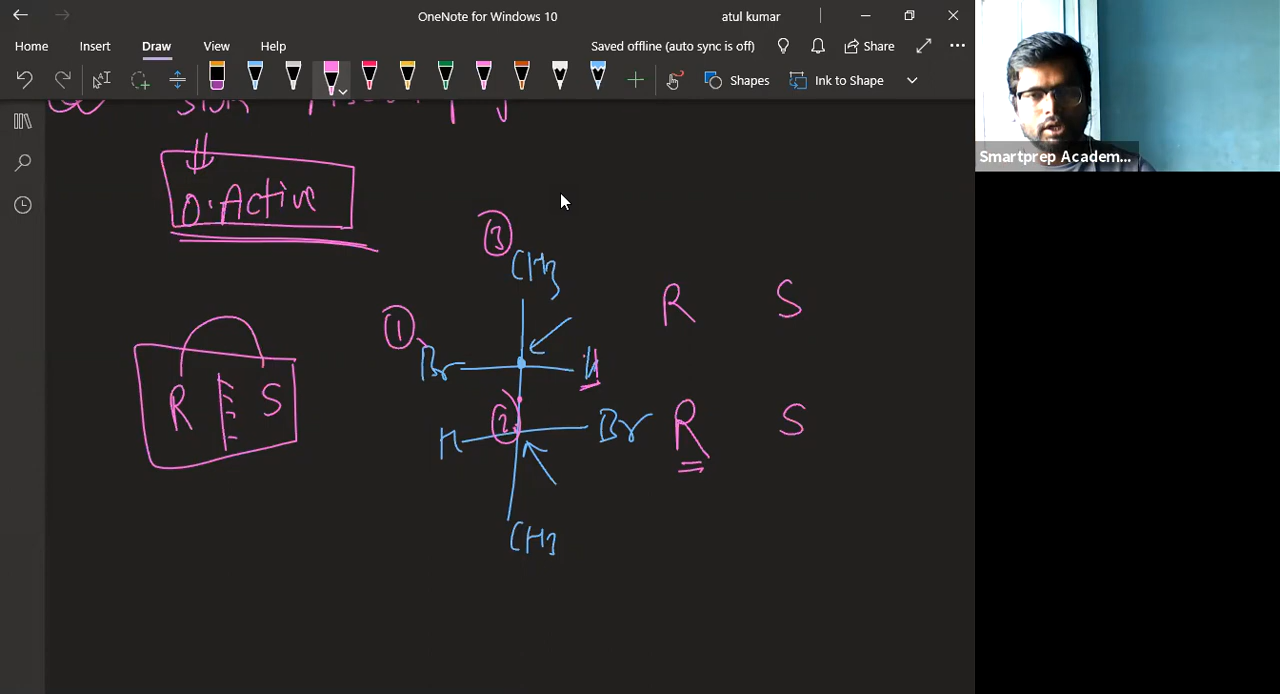 OneNote for Windows 10
atul kumar
Home Insert Draw View Help
Saved offline (auto sync is off)
Share
Shapes
Ink to Shape
Smartprep Academ...
O. Active
3
CH3
R S
1
Br H
R S
2
H Br
R S
CH3